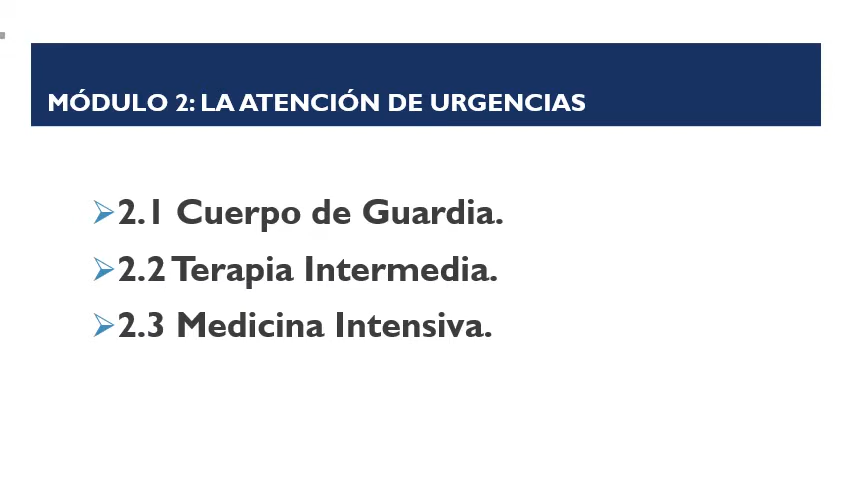 MÓDULO 2: LA ATENCIÓN DE URGENCIAS
2.1 Cuerpo de Guardia.
2.2 Terapia Intermedia.
2.3 Medicina Intensiva.